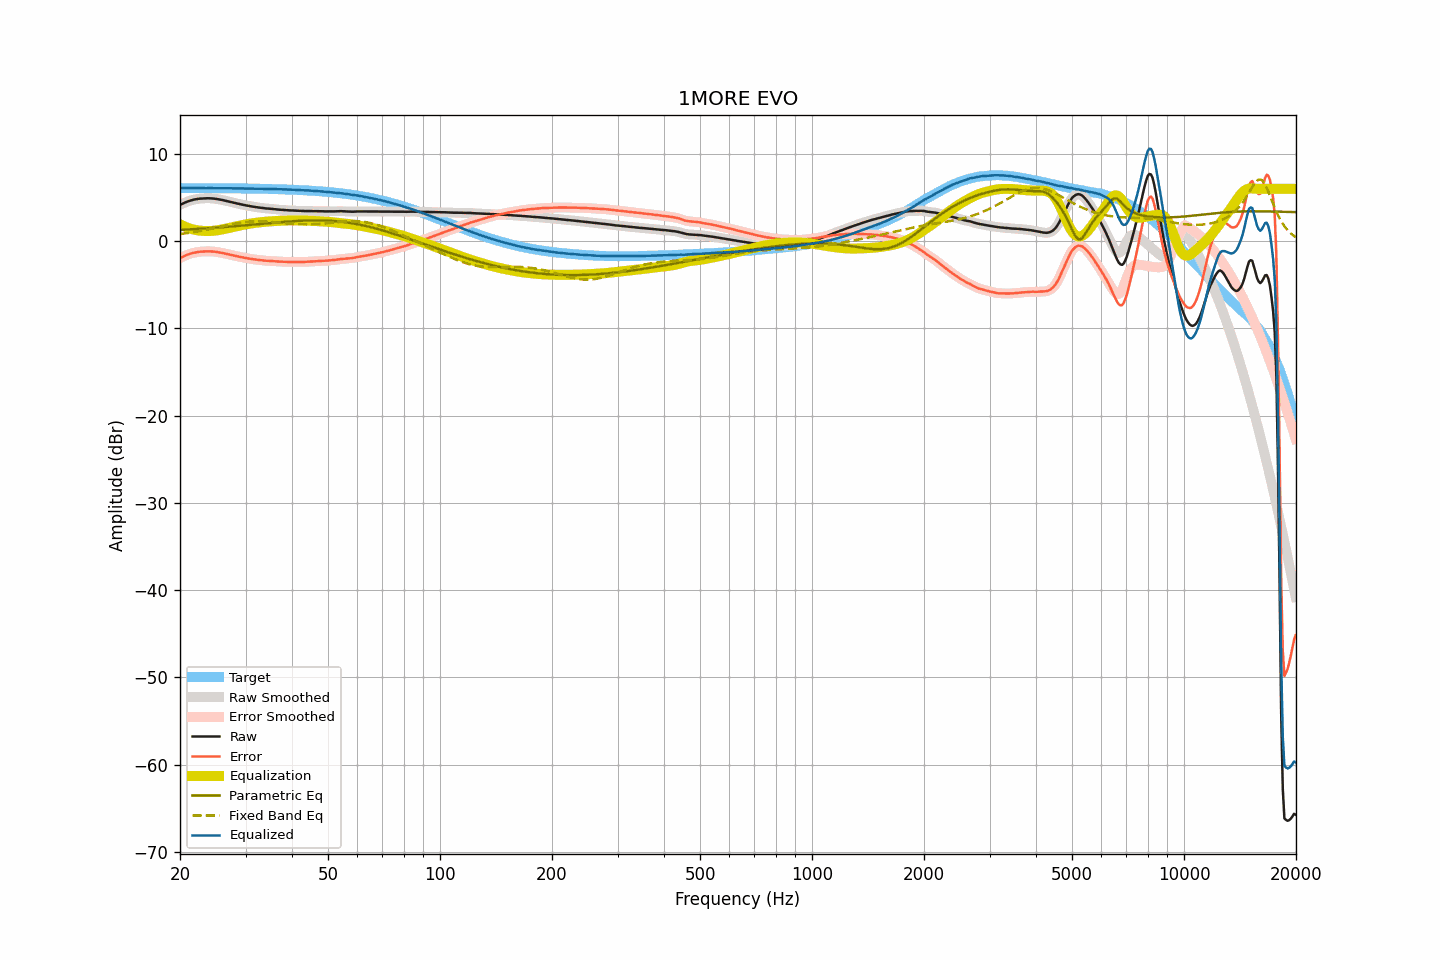 1MORE EVO
Amplitude (dBr)
10
0
−10
−20
−30
−40
−50
−60
−70
Target
Raw Smoothed
Error Smoothed
Raw
Error
Equalization
Parametric Eq
Fixed Band Eq
Equalized
20 50 100 200 500 1000 2000 5000 10000 20000
Frequency (Hz)